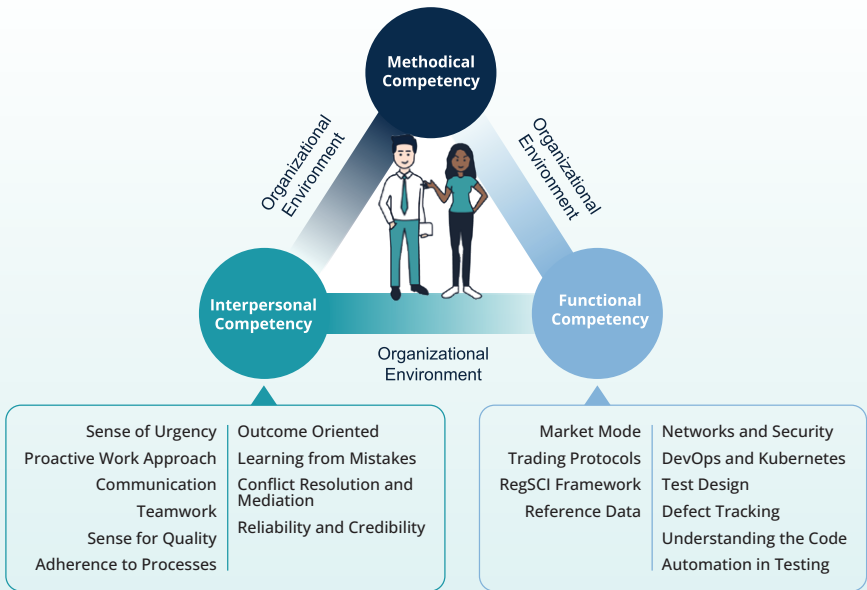 Methodical
Competency
Organizational
Environment
Organizational
Environment
Interpersonal
Competency
Functional
Competency
Organizational
Environment
Sense of Urgency
Proactive Work Approach
Communication
Teamwork
Sense for Quality
Adherence to Processes
Outcome Oriented
Learning from Mistakes
Conflict Resolution and
Mediation
Reliability and Credibility
Market Mode
Trading Protocols
RegSCI Framework
Reference Data
Networks and Security
DevOps and Kubernetes
Test Design
Defect Tracking
Understanding the Code
Automation in Testing